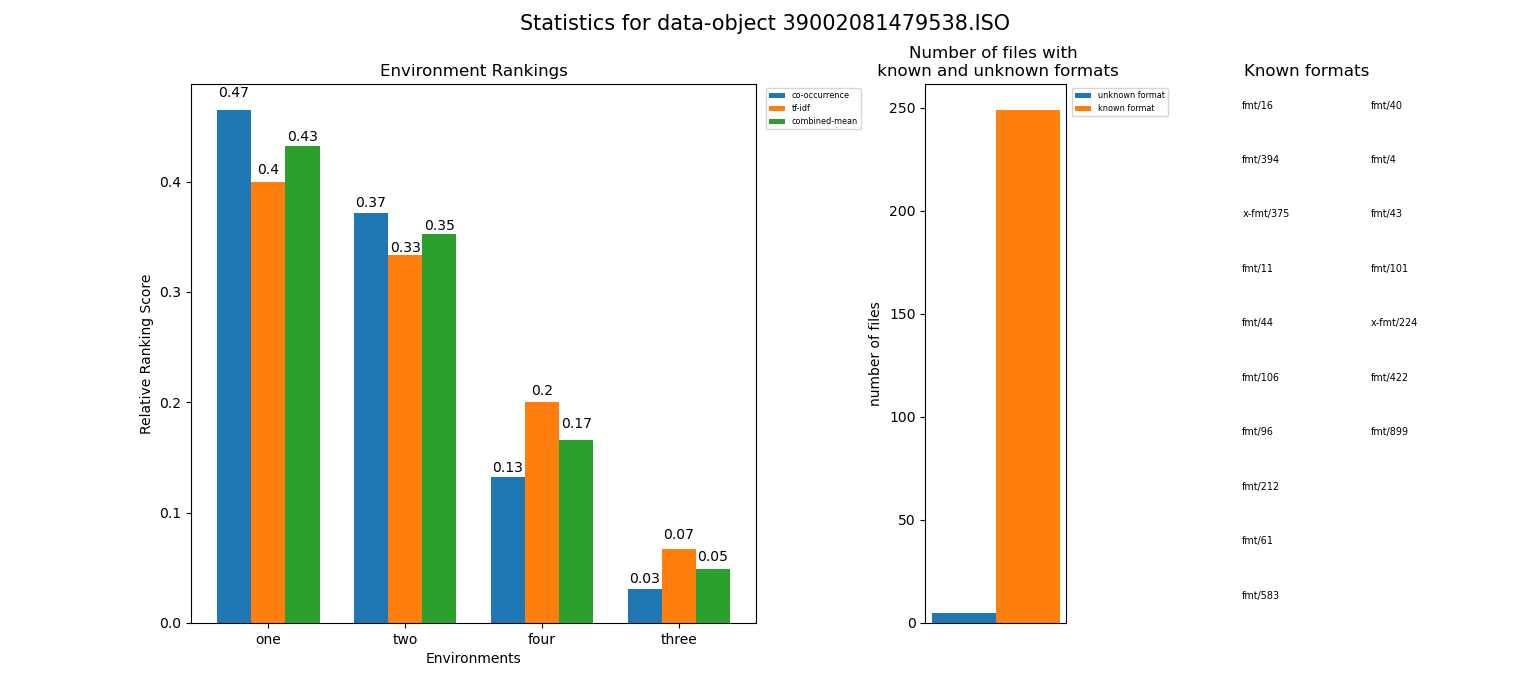 Statistics for data-object 39002081479538.ISO
Environment Rankings
Relative Ranking Score
0.4
0.3
0.2
0.1
0.0
0.47
0.4
0.43
0.37
0.33
0.35
0.13
0.2
0.17
0.03
0.07
0.05
one
two
four
three
Environments
co-occurrence
tf-idf
combined-mean
Number of files with
known and unknown formats
number of files
250
200
150
100
50
0
unknown format
known format
Known formats
fmt/16
fmt/394
x-fmt/375
fmt/11
fmt/44
fmt/106
fmt/96
fmt/212
fmt/61
fmt/583
fmt/40
fmt/4
fmt/43
fmt/101
x-fmt/224
fmt/422
fmt/899